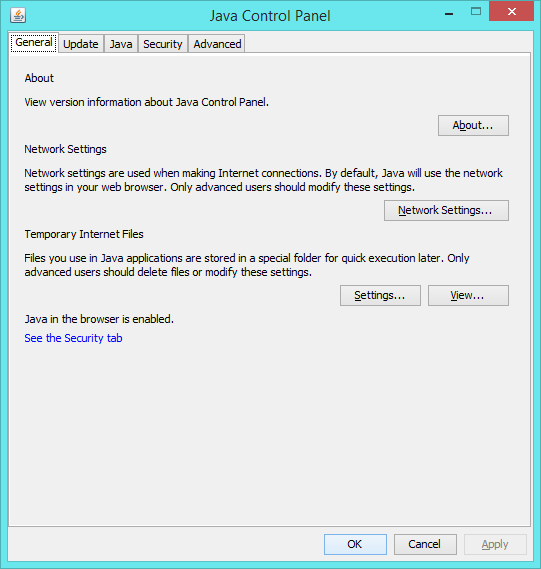 Java Control Panel
General Update Java Security Advanced
About
View version information about Java Control Panel.
About...
Network Settings
Network settings are used when making Internet connections. By default, Java will use the network
settings in your web browser. Only advanced users should modify these settings.
Network Settings...
Temporary Internet Files
Files you use in Java applications are stored in a special folder for quick execution later. Only
advanced users should delete files or modify these settings.
Settings... View...
Java in the browser is enabled.
See the Security tab
OK Cancel Apply